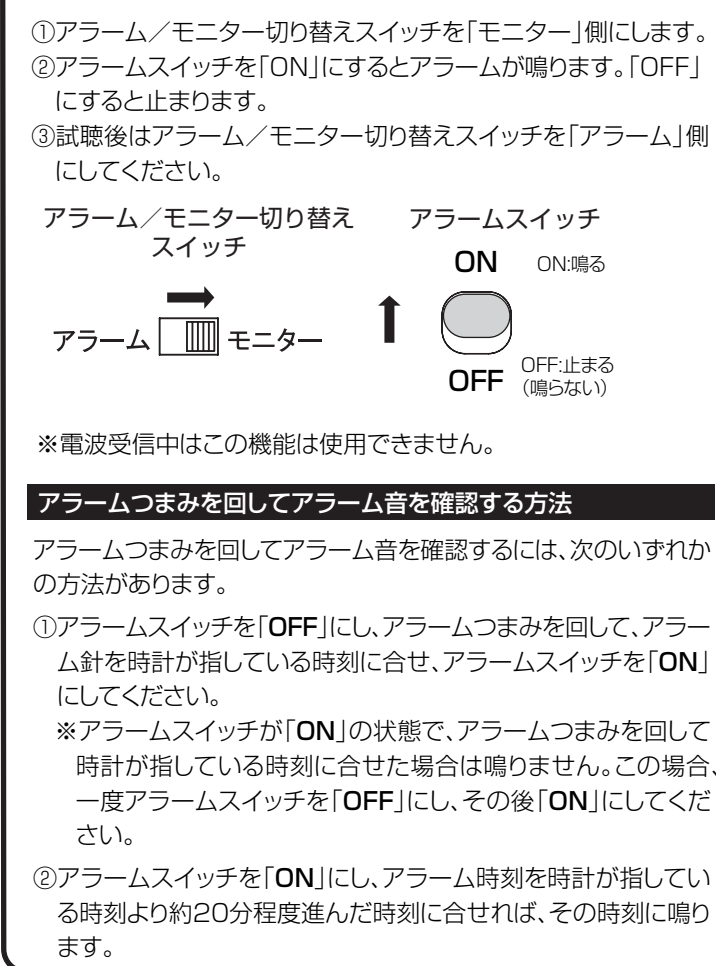 ①アラーム／モニター切り替えスイッチを｢モニター｣側にします。
②アラームスイッチを｢ON｣にするとアラームが鳴ります。｢OFF｣
にすると止まります。
③試聴後はアラーム／モニター切り替えスイッチを｢アラーム｣側
にしてください。
アラーム／モニター切り替え
スイッチ
アラーム モニター
アラームスイッチ
ON ON:鳴る
OFF OFF:止まる
（鳴らない）
※電波受信中はこの機能は使用できません。
アラームつまみを回してアラーム音を確認する方法
アラームつまみを回してアラーム音を確認するには、次のいずれか
の方法があります。
①アラームスイッチを｢OFF｣にし、アラームつまみを回して、アラー
ム針を時計が指している時刻に合せ、アラームスイッチを｢ON｣
にしてください。
※アラームスイッチが｢ON｣の状態で、アラームつまみを回して
時計が指している時刻に合せた場合は鳴りません。この場合、
一度アラームスイッチを｢OFF｣にし、その後｢ON｣にしてくだ
さい。
②アラームスイッチを｢ON｣にし、アラーム時刻を時計が指してい
る時刻より約20分程度進んだ時刻に合せれば、その時刻に鳴り
ます。